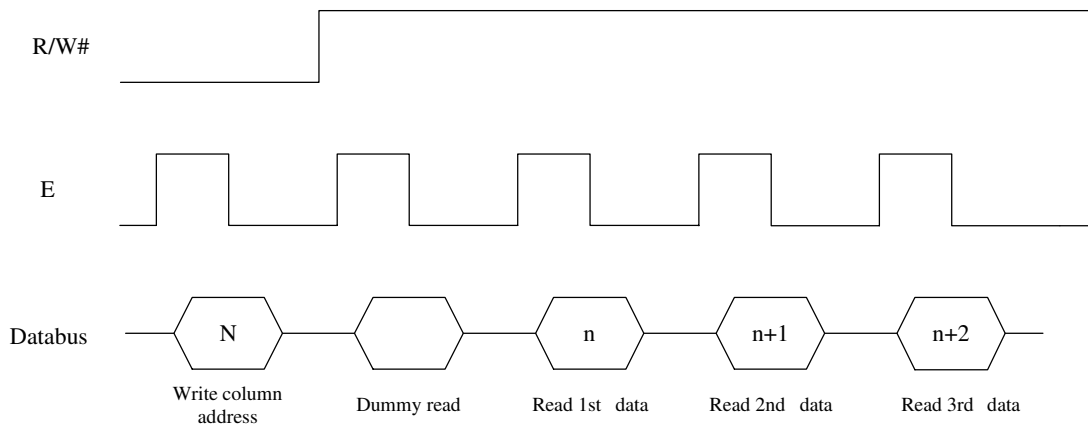 R/W#
E
Databus
N
n
n+1
n+2
Write column
address
Dummy read
Read 1st data
Read 2nd data
Read 3rd data